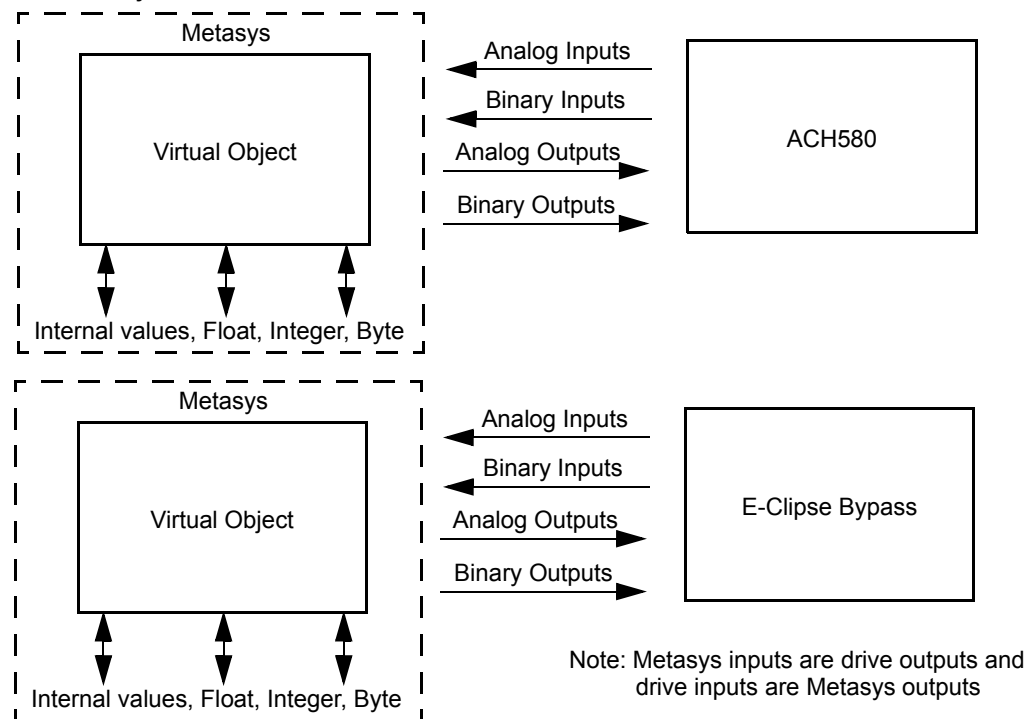 Metasys
Analog Inputs
Binary Inputs
Virtual Object
Analog Outputs
ACH580
Binary Outputs
Internal values, Float, Integer, Byte
Metasys
Analog Inputs
Binary Inputs
Virtual Object
Analog Outputs
E-Clipse Bypass
Binary Outputs
Note: Metasys inputs are drive outputs and
drive inputs are Metasys outputs
Internal values, Float, Integer, Byte